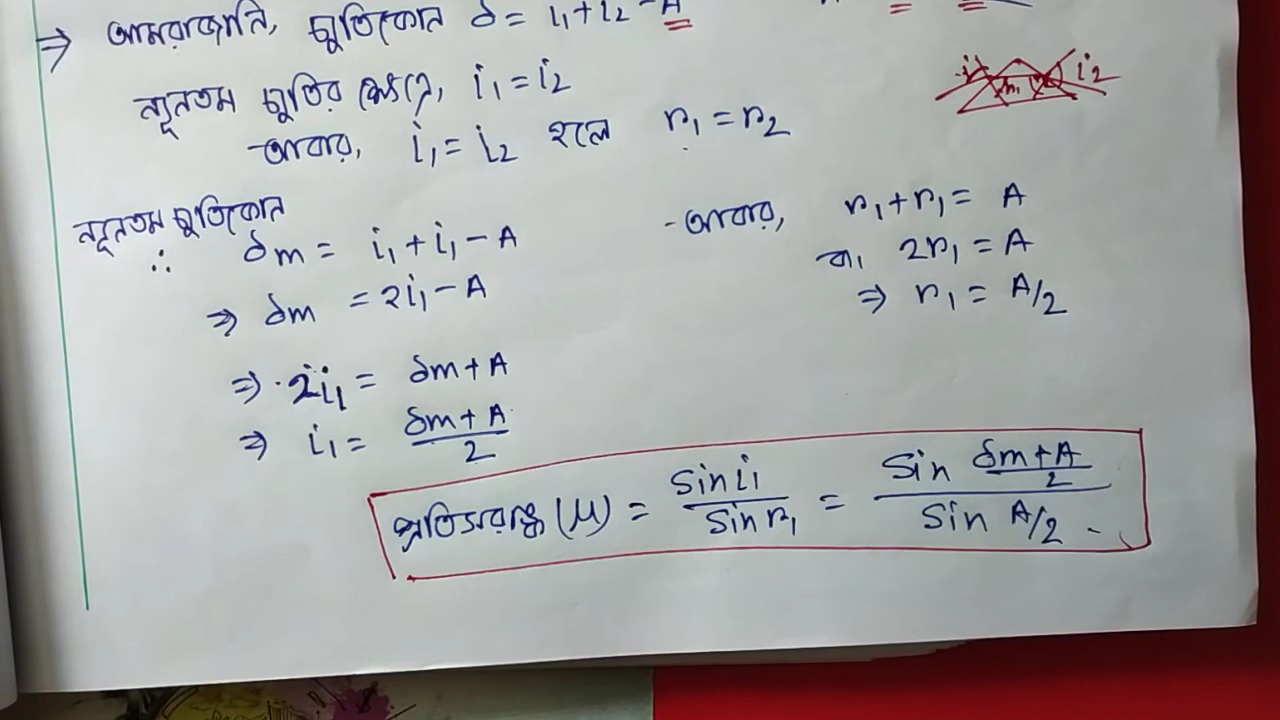 ⇒ আমরাজানি, চ্যুতিকোন δ = i₁ + i₂ - A
ন্যূনতম চ্যুতির ক্ষেত্রে, i₁ = i₂
আবার, i₁ = i₂ হলে r₁ = r₂
i r₁ i₂
ন্যূনতম চ্যুতিকোন
∴ δm = i₁ + i₁ - A
⇒ δm = 2i₁ - A
⇒ 2i₁ = δm + A
⇒ i₁ = (δm + A)/2
আবার, r₁ + r₁ = A
বা, 2r₁ = A
⇒ r₁ = A/2
প্রতিসরাঙ্ক (μ) = Sin i₁ / Sin r₁ = Sin (δm + A)/2 / Sin A/2